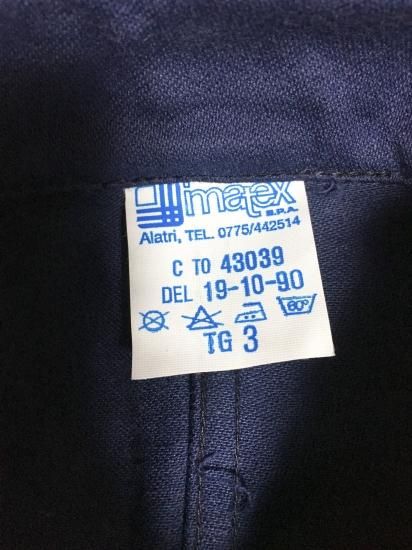 imatex
S.P.A.
Alatri, TEL. 0775/442514
C TO 43039
DEL 19-10-90
60°
TG 3